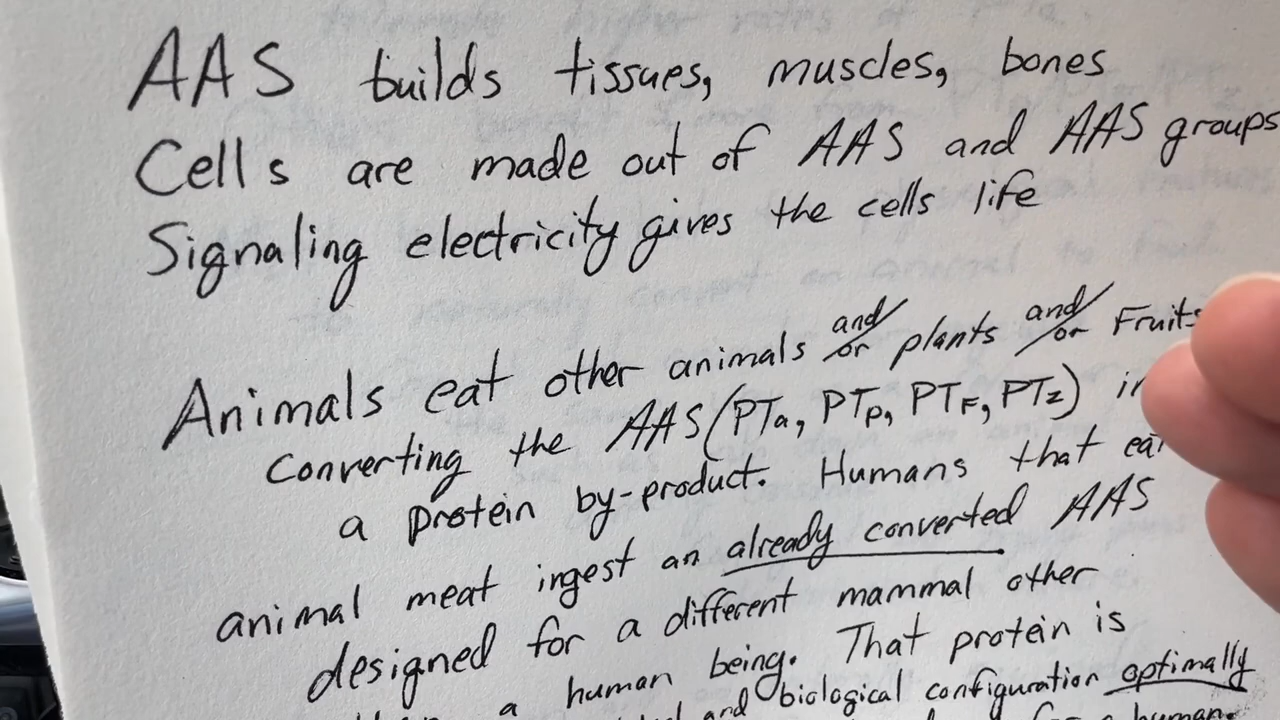 AAS builds tissues, muscles, bones
Cells are made out of AAS and AAS groups
Signaling electricity gives the cells life
Animals eat other animals and/or plants and/or Fruits
converting the AAS (PTa, PTp, PTF, PTz)
a protein by-product. Humans that
animal meat ingest an already converted AAS
designed for a different mammal other
a human being. That protein is
and biological configuration optimally
a human.